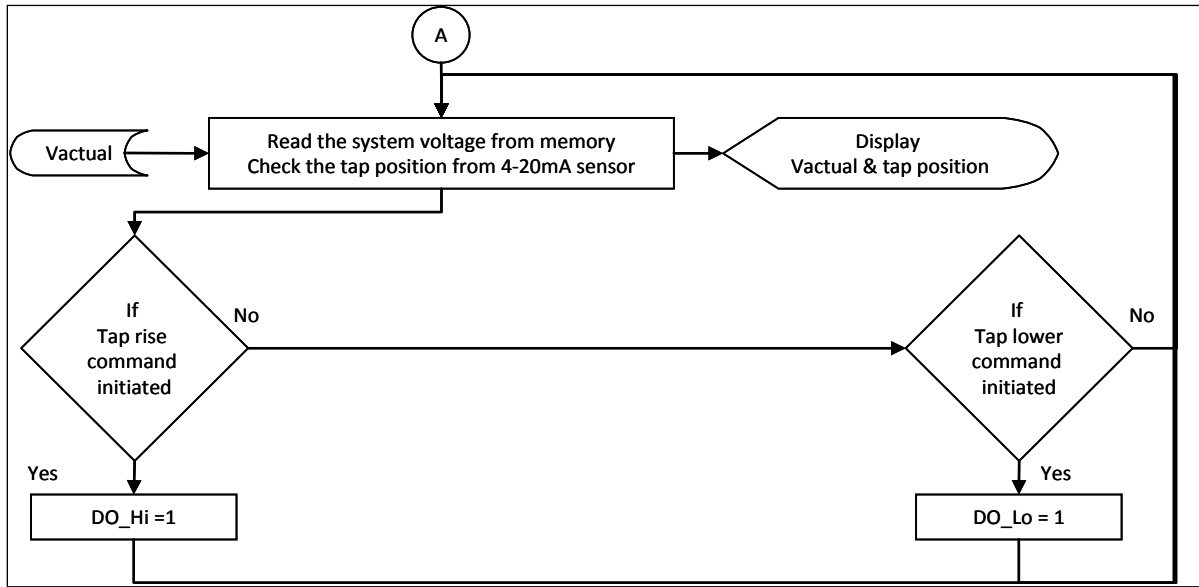 A
Vactual
Read the system voltage from memory
Check the tap position from 4-20mA sensor
Display
Vactual & tap position
If
Tap rise
command
initiated
No
If
Tap lower
command
initiated
No
Yes
Yes
DO_Hi =1
DO_Lo = 1